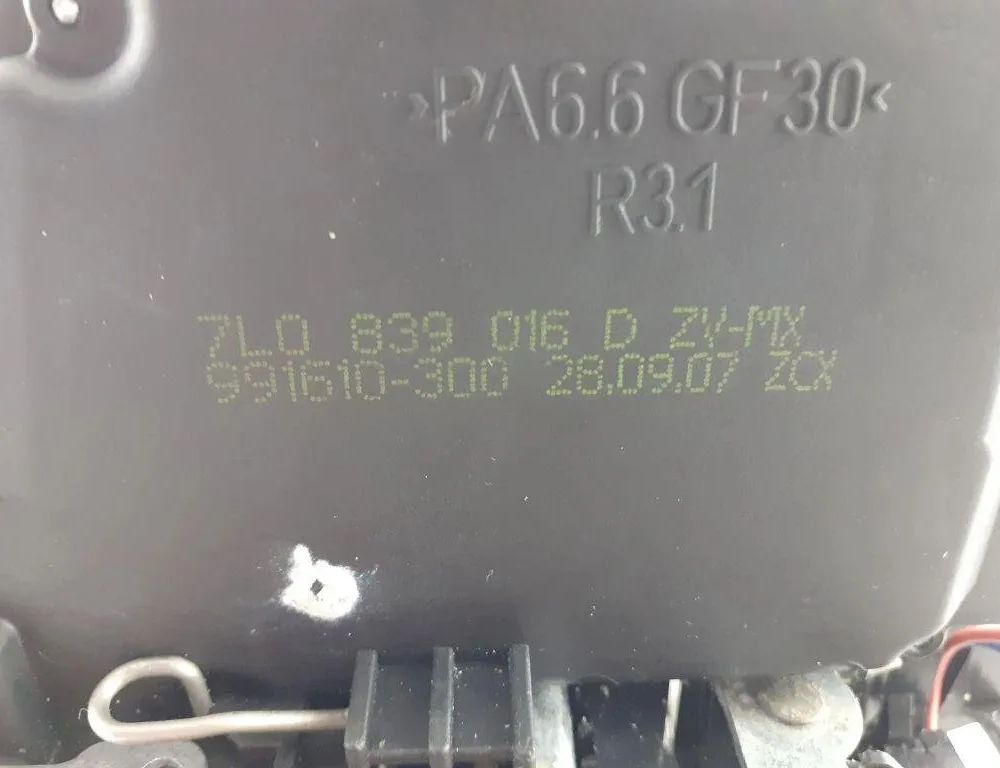 >PA6.6 GF30<
R3.1
7L0 839 016 D ZV-MX
991610-300 28.09.07 ZCX